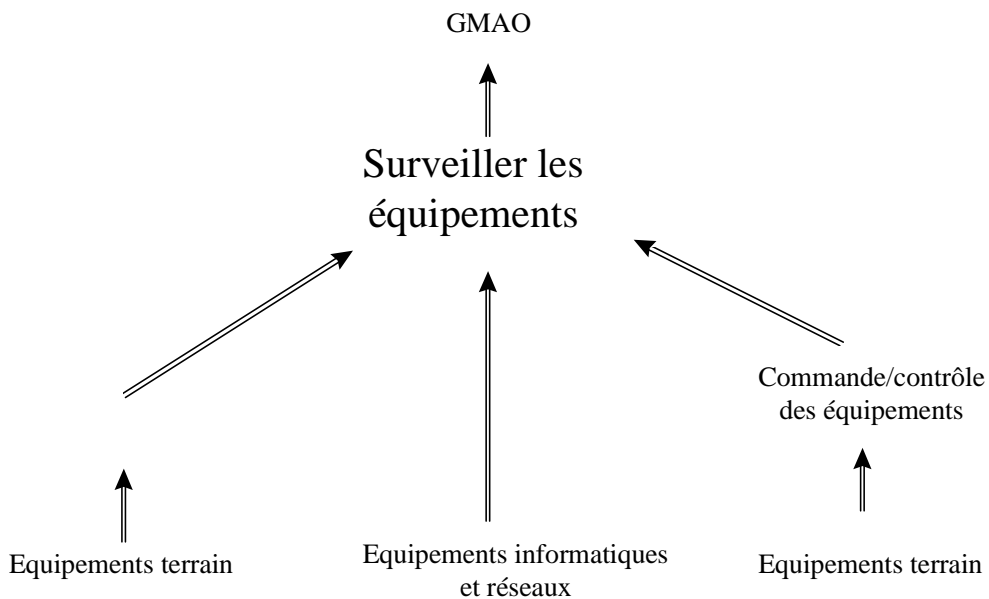 GMAO
Surveiller les
équipements
Commande/contrôle
des équipements
Equipements terrain
Equipements informatiques
et réseaux
Equipements terrain